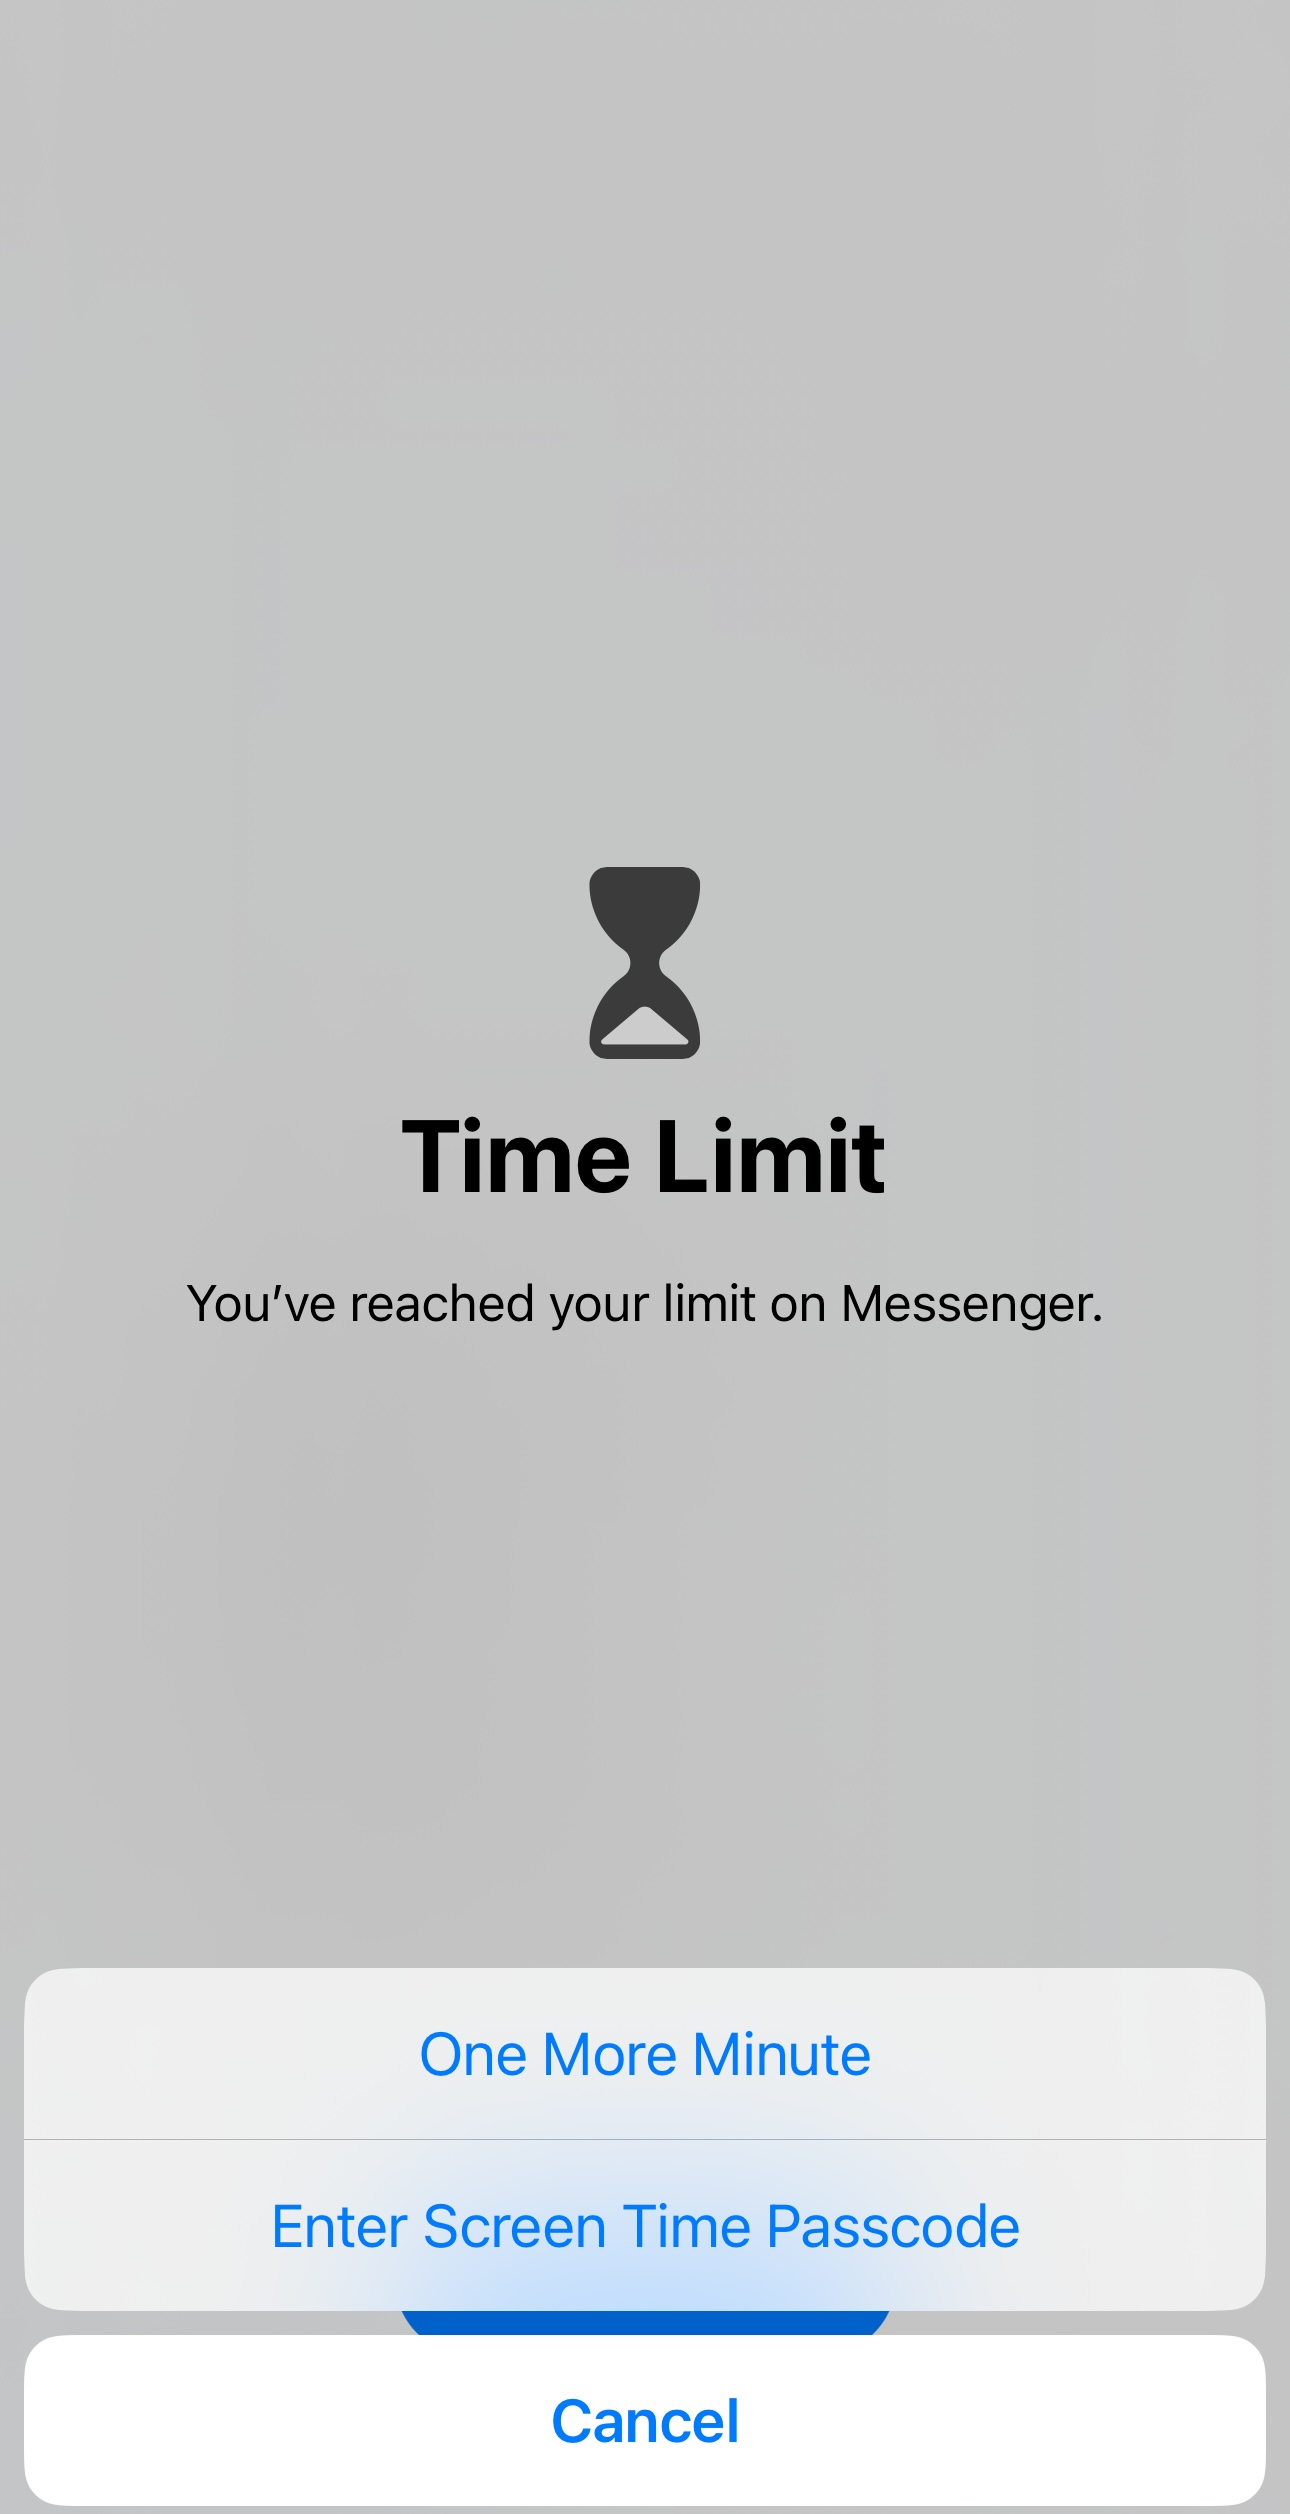 Time Limit
You’ve reached your limit on Messenger.
One More Minute
Enter Screen Time Passcode
Cancel